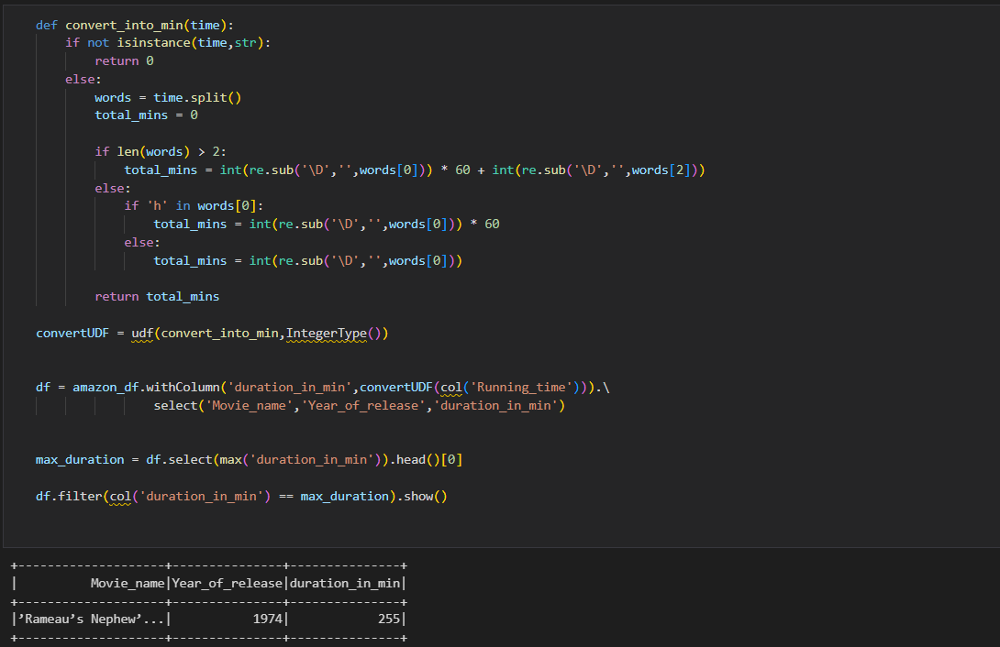 def convert_into_min(time):
    if not isinstance(time,str):
        return 0
    else:
        words = time.split()
        total_mins = 0
        if len(words) > 2:
            total_mins = int(re.sub('\D','',words[0])) * 60 + int(re.sub('\D','',words[2]))
        else:
            if 'h' in words[0]:
                total_mins = int(re.sub('\D','',words[0])) * 60
            else:
                total_mins = int(re.sub('\D','',words[0]))
        return total_mins
convertUDF = udf(convert_into_min,IntegerType())
df = amazon_df.withColumn('duration_in_min',convertUDF(col('Running_time'))).\
                select('Movie_name','Year_of_release','duration_in_min')
max_duration = df.select(max('duration_in_min')).head()[0]
df.filter(col('duration_in_min') == max_duration).show()
+--------------------+---------------+---------------+
|          Movie_name|Year_of_release|duration_in_min|
+--------------------+---------------+---------------+
|’Rameau’s Nephew’...|           1974|            255|
+--------------------+---------------+---------------+